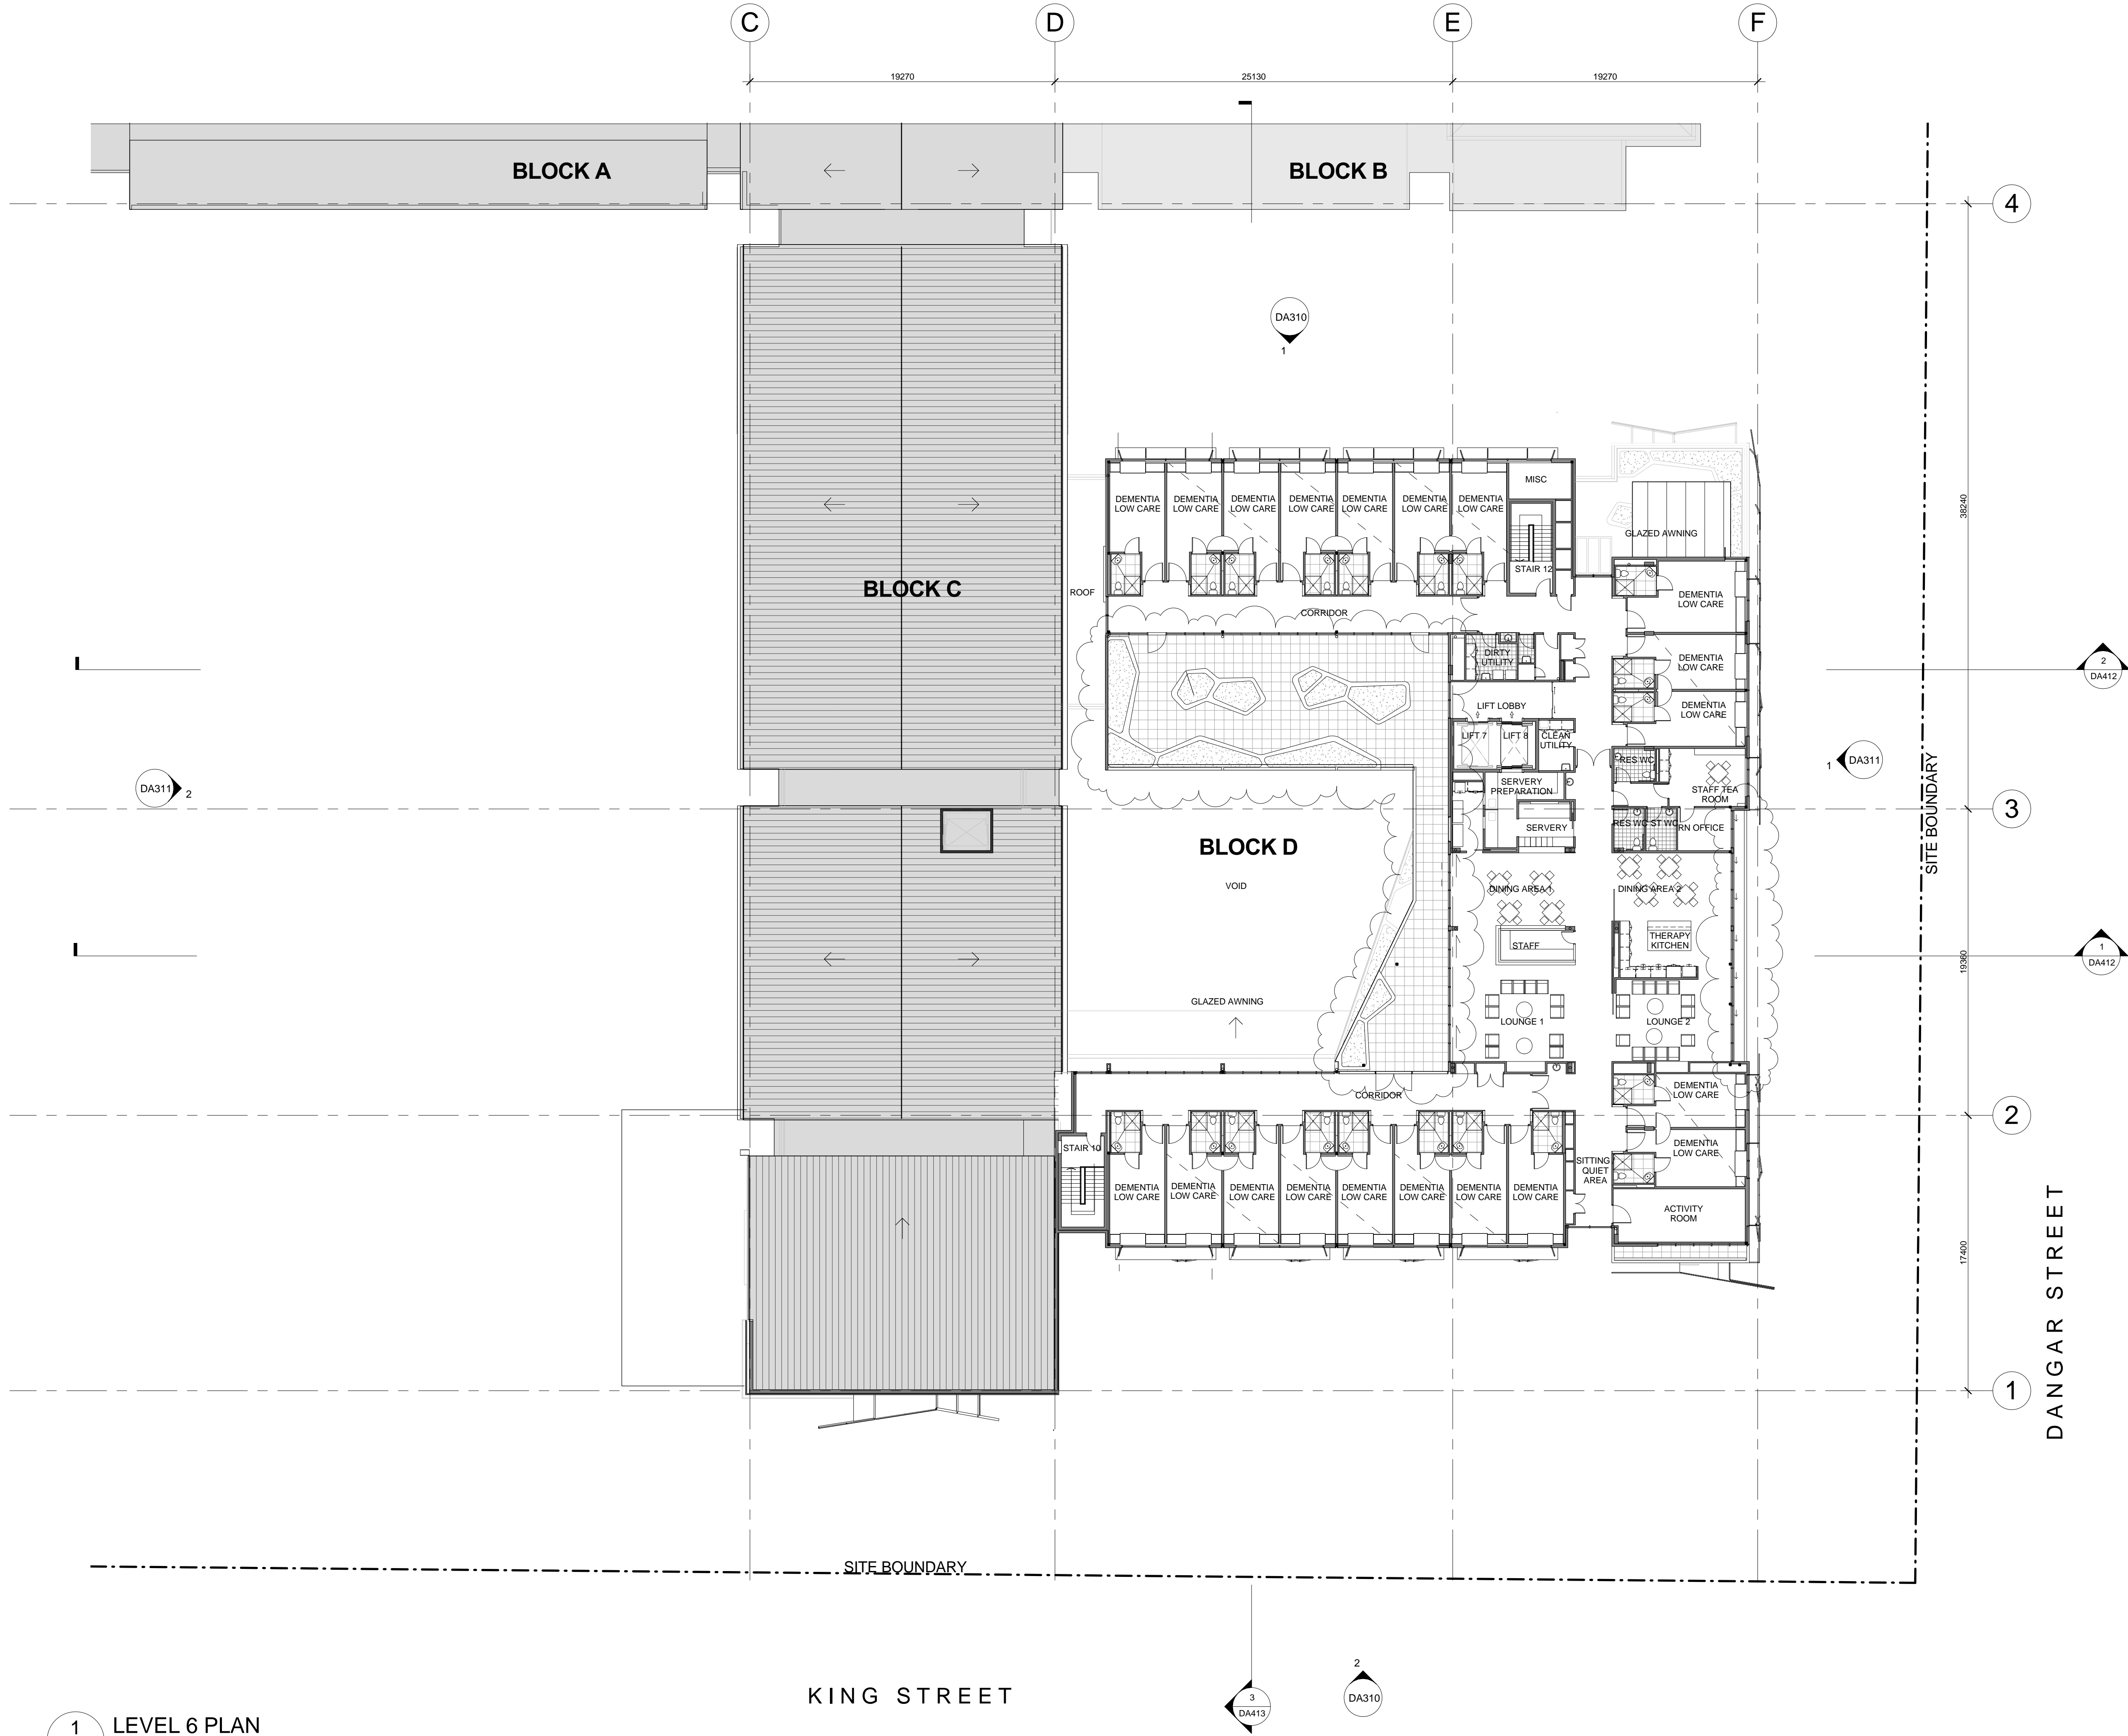 C
D
E
F
19270
25130
19270
BLOCK A
BLOCK B
4
DA310
1
38240
MISC
DEMENTIA
LOW CARE
DEMENTIA
LOW CARE
DEMENTIA
LOW CARE
DEMENTIA
LOW CARE
DEMENTIA
LOW CARE
DEMENTIA
LOW CARE
DEMENTIA
LOW CARE
GLAZED AWNING
STAIR 12
BLOCK C
ROOF
CORRIDOR
DEMENTIA
LOW CARE
DIRTY
UTILITY
DEMENTIA
LOW CARE
2
DA412
LIFT LOBBY
DEMENTIA
LOW CARE
LIFT 7
LIFT 8
CLEAN
UTILITY
RES WC
1
DA311
DA311
2
SERVERY
PREPARATION
STAFF TEA
ROOM
SITE BOUNDARY
3
SERVERY
RES WC
ST WC
RN OFFICE
BLOCK D
VOID
DINING AREA 1
DINING AREA 2
STAFF
THERAPY
KITCHEN
1
DA412
19360
GLAZED AWNING
LOUNGE 1
LOUNGE 2
CORRIDOR
DEMENTIA
LOW CARE
2
STAIR 10
DEMENTIA
LOW CARE
SITTING
QUIET
AREA
DEMENTIA
LOW CARE
DEMENTIA
LOW CARE
DEMENTIA
LOW CARE
DEMENTIA
LOW CARE
DEMENTIA
LOW CARE
DEMENTIA
LOW CARE
DEMENTIA
LOW CARE
DEMENTIA
LOW CARE
ACTIVITY
ROOM
17400
DANGAR STREET
1
SITE BOUNDARY
KING STREET
3
DA413
2
DA310
1
LEVEL 6 PLAN